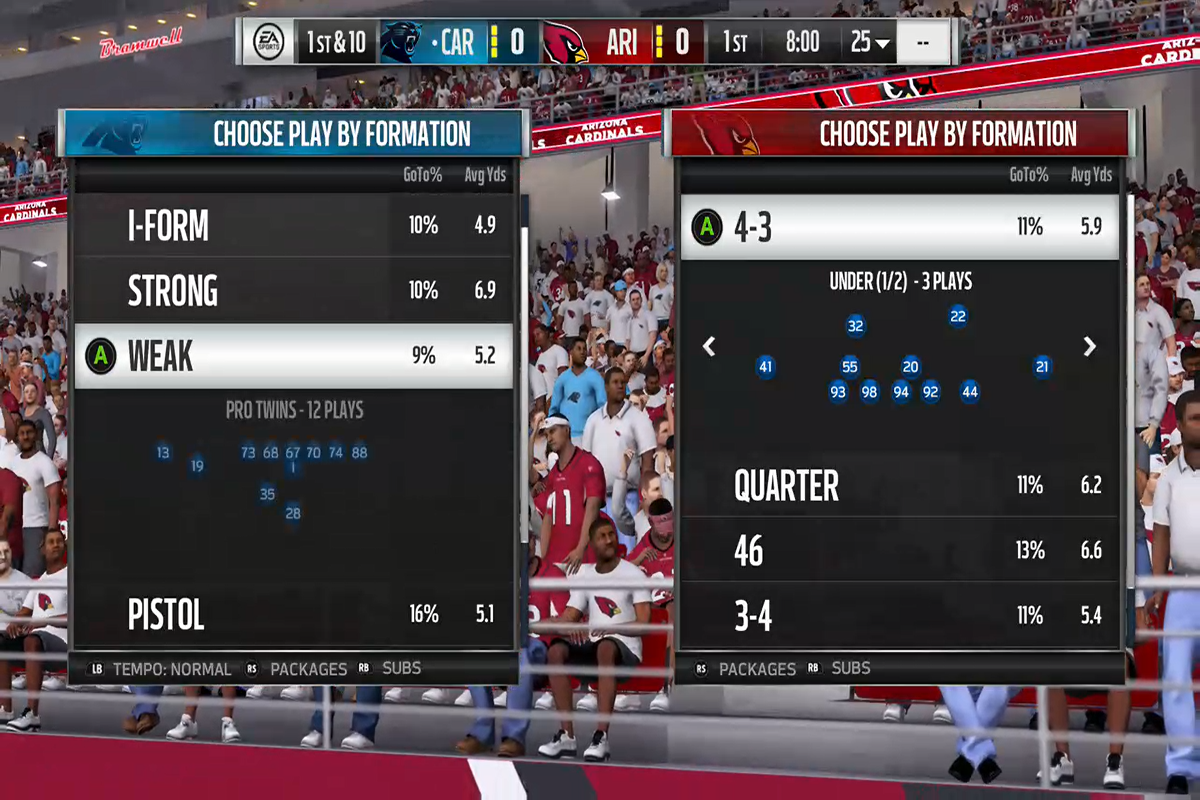 Bramwell
EA SPORTS 1ST & 10 · CAR 0 ARI 0 1ST 8:00 25 --
ARIZONA CARDINALS
ARIZONA CARDINALS
CHOOSE PLAY BY FORMATION
GoTo% Avg Yds
I-FORM 10% 4.9
STRONG 10% 6.9
A WEAK 9% 5.2
PRO TWINS - 12 PLAYS
13 73 68 67 70 74 88
19 1
35
28
PISTOL 16% 5.1
LB TEMPO: NORMAL RS PACKAGES RB SUBS
11
CHOOSE PLAY BY FORMATION
GoTo% Avg Yds
A 4-3 11% 5.9
UNDER (1/2) - 3 PLAYS
32 22
41 55 20 21
93 98 94 92 44
QUARTER 11% 6.2
46 13% 6.6
3-4 11% 5.4
RS PACKAGES RB SUBS